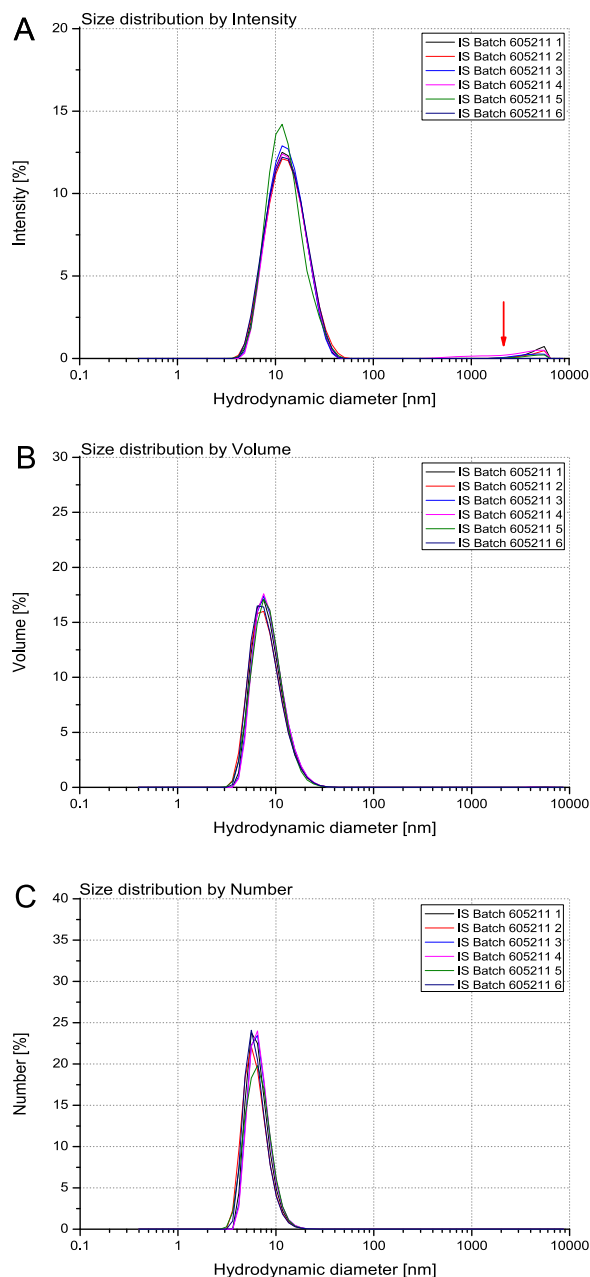 A
Size distribution by Intensity
20
15
10
5
0
Intensity [%]
IS Batch 605211 1
IS Batch 605211 2
IS Batch 605211 3
IS Batch 605211 4
IS Batch 605211 5
IS Batch 605211 6
0.1 1 10 100 1000 10000
Hydrodynamic diameter [nm]
B
Size distribution by Volume
30
25
20
15
10
5
0
Volume [%]
IS Batch 605211 1
IS Batch 605211 2
IS Batch 605211 3
IS Batch 605211 4
IS Batch 605211 5
IS Batch 605211 6
0.1 1 10 100 1000 10000
Hydrodynamic diameter [nm]
C
Size distribution by Number
40
35
30
25
20
15
10
5
0
Number [%]
IS Batch 605211 1
IS Batch 605211 2
IS Batch 605211 3
IS Batch 605211 4
IS Batch 605211 5
IS Batch 605211 6
0.1 1 10 100 1000 10000
Hydrodynamic diameter [nm]